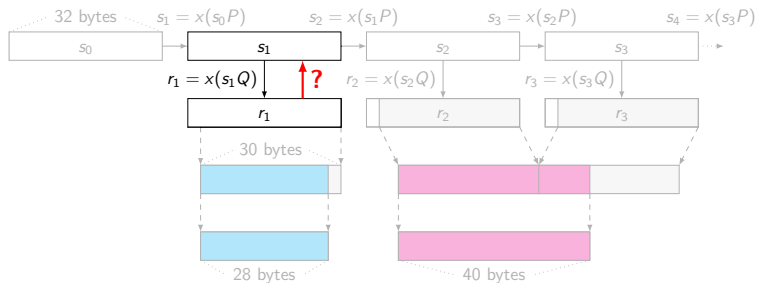 32 bytes s₁ = x(s₀P) s₂ = x(s₁P) s₃ = x(s₂P) s₄ = x(s₃P)
s₀ s₁ s₂ s₃
r₁ = x(s₁Q) ? r₂ = x(s₂Q) r₃ = x(s₃Q)
r₁ r₂ r₃
30 bytes
28 bytes 40 bytes